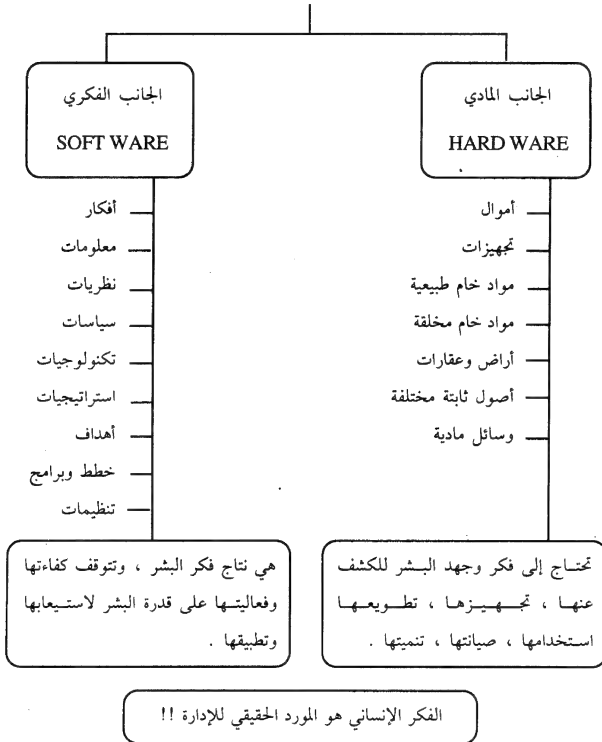 الجانب المادي
HARD WARE
أموال
تجهيزات
مواد خام طبيعية
مواد خام مخلقة
أراض وعقارات
أصول ثابتة مختلفة
وسائل مادية
تحتاج إلى فكر وجهد البشر للكشف
عنها ، تجهيزها ، تطويعها
استخدامها ، صيانتها ، تنميتها .
الجانب الفكري
SOFT WARE
أفكار
معلومات
نظريات
سياسات
تكنولوجيات
استراتيجيات
أهداف
خطط وبرامج
تنظيمات
هي نتاج فكر البشر ، وتتوقف كفاءتها
وفعاليتها على قدرة البشر لاستيعابها
وتطبيقها .
الفكر الإنساني هو المورد الحقيقي للإدارة !!